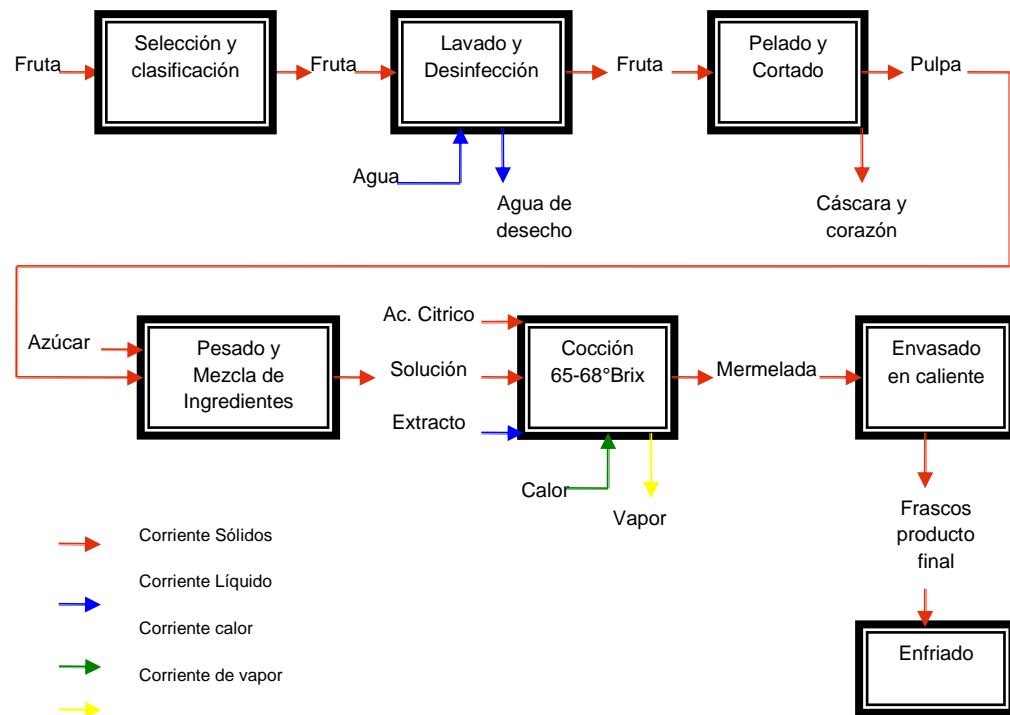 Fruta
Selección y
clasificación
Fruta
Lavado y
Desinfección
Fruta
Pelado y
Cortado
Pulpa
Agua
Agua de
desecho
Cáscara y
corazón
Azúcar
Pesado y
Mezcla de
Ingredientes
Ac. Citrico
Solución
Extracto
Cocción
65-68°Brix
Mermelada
Envasado
en caliente
Calor
Vapor
Frascos
producto
final
Enfriado
Corriente Sólidos
Corriente Líquido
Corriente calor
Corriente de vapor